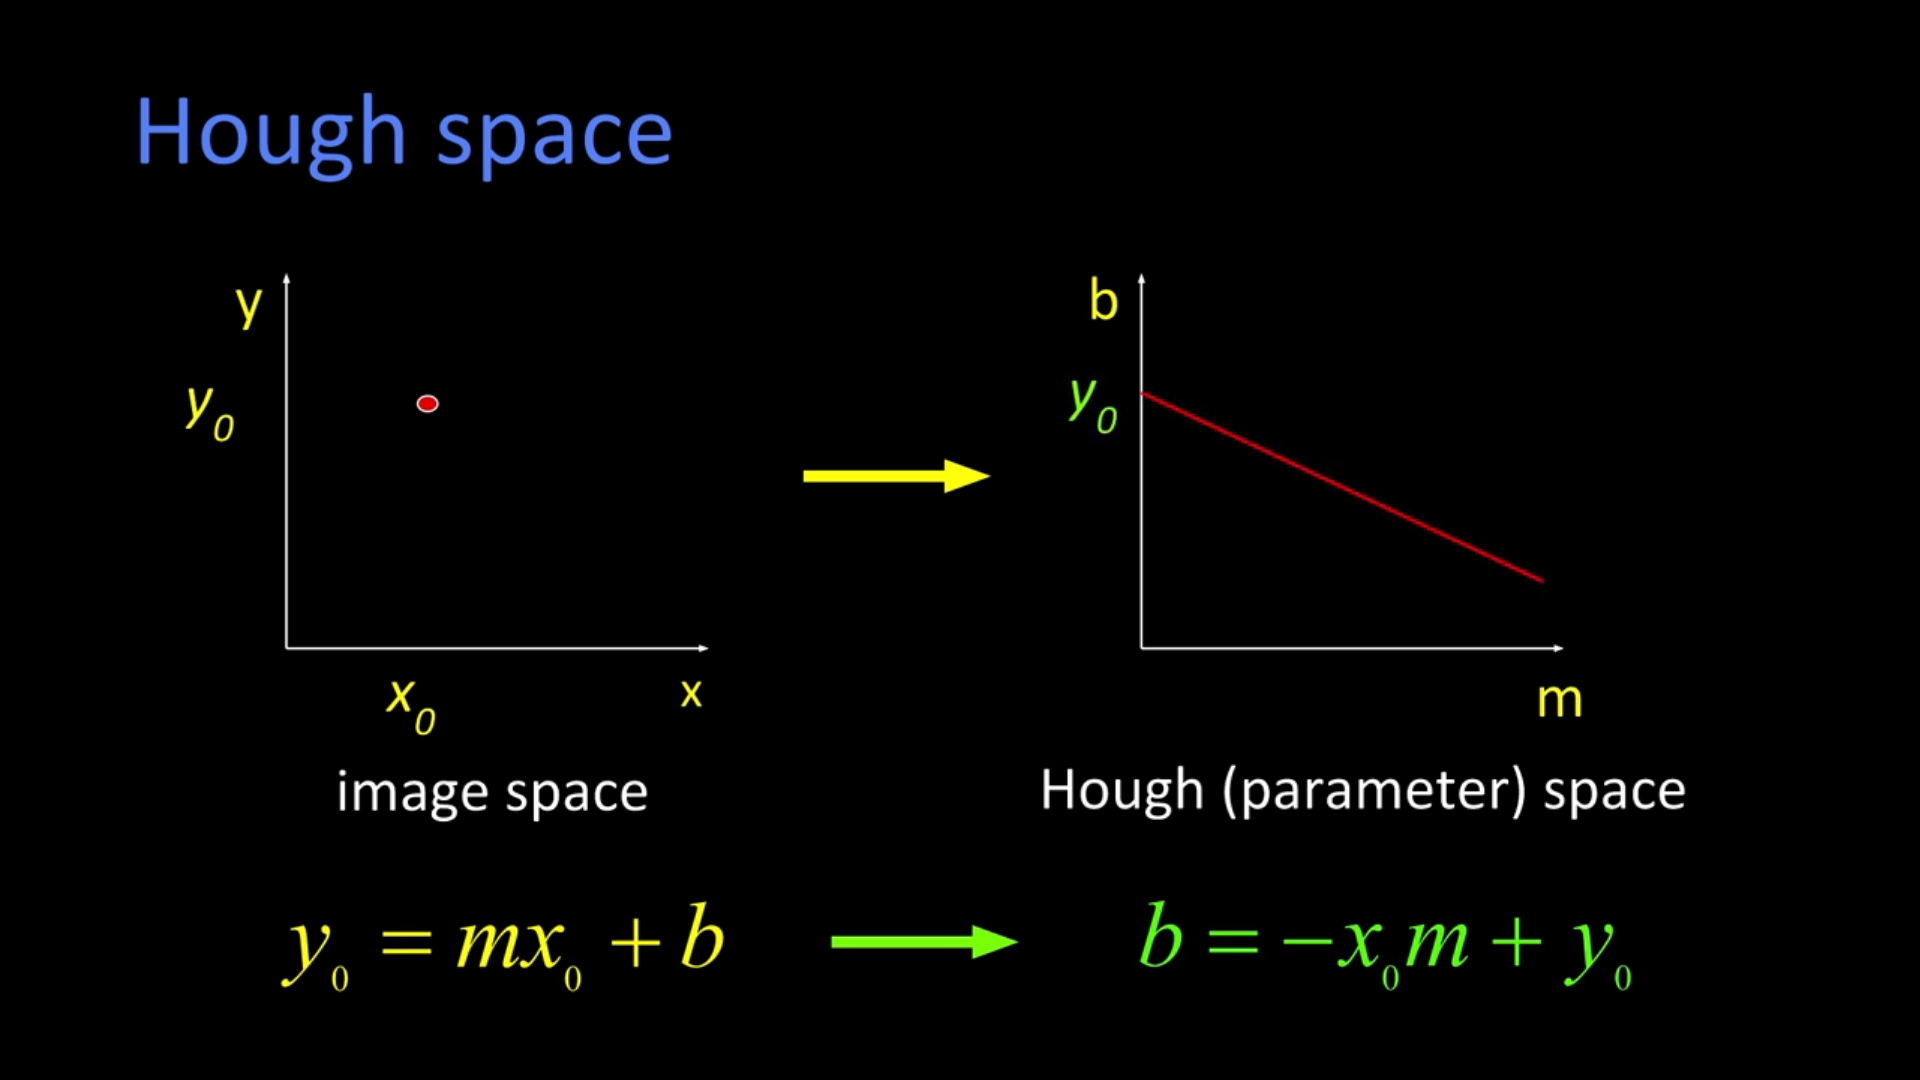 Hough space
y
y₀
x₀
x
image space
b
y₀
m
Hough (parameter) space
y₀ = mx₀ + b
b = −x₀m + y₀